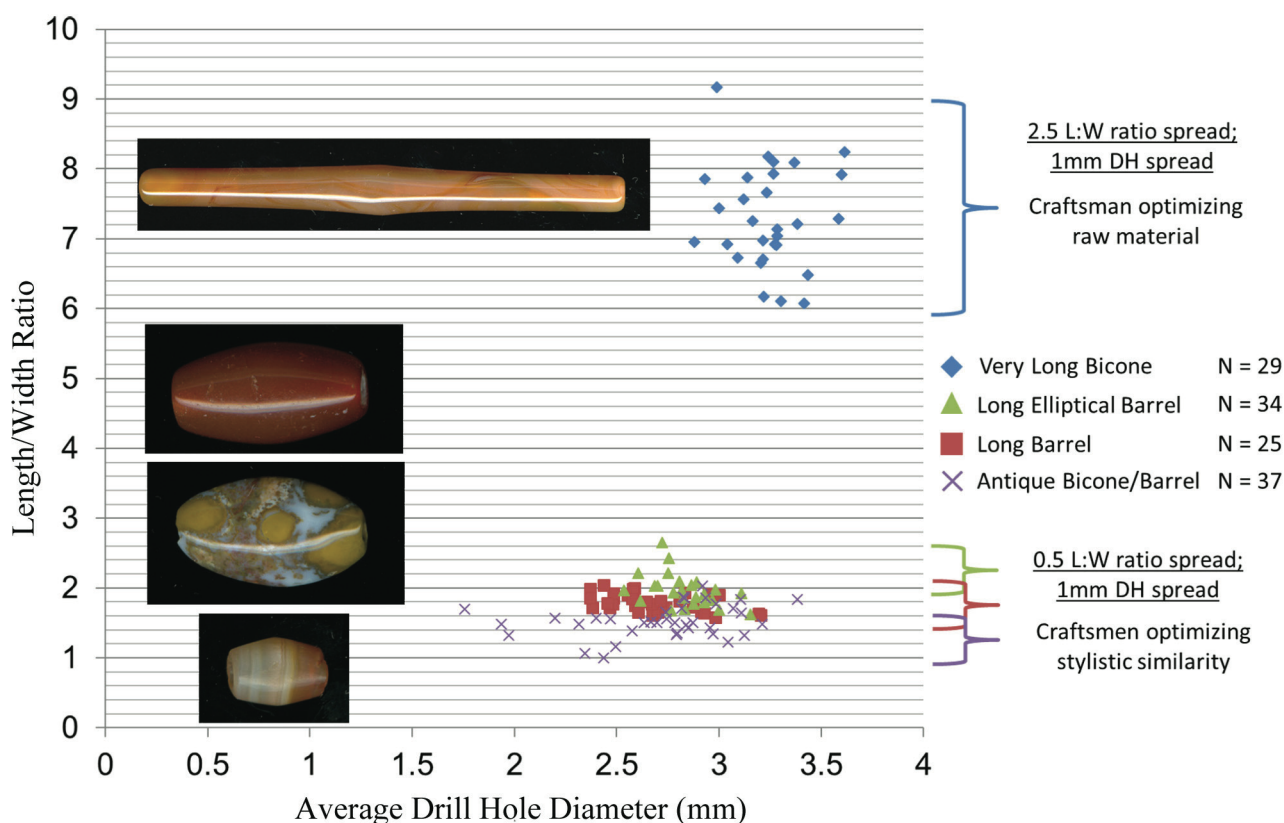 10
9
8
7
6
5
4
3
2
1
0
Length/Width Ratio
0 0.5 1 1.5 2 2.5 3 3.5 4
Average Drill Hole Diameter (mm)
2.5 L:W ratio spread;
1mm DH spread
Craftsman optimizing
raw material
Very Long Bicone N = 29
Long Elliptical Barrel N = 34
Long Barrel N = 25
Antique Bicone/Barrel N = 37
0.5 L:W ratio spread;
1mm DH spread
Craftsmen optimizing
stylistic similarity